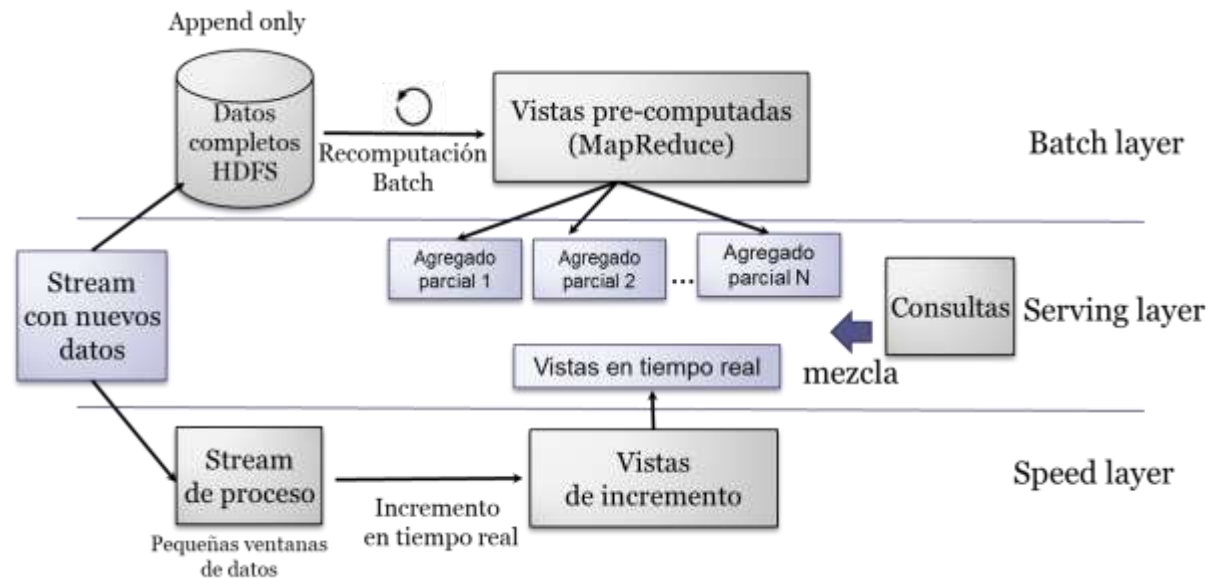 Append only
Datos
completos
HDFS
Recomputación
Batch
Vistas pre-computadas
(MapReduce)
Batch layer
Stream
con nuevos
datos
Agregado
parcial 1
Agregado
parcial 2
...
Agregado
parcial N
Consultas
Serving layer
mezcla
Vistas en tiempo real
Stream
de proceso
Pequeñas ventanas
de datos
Incremento
en tiempo real
Vistas
de incremento
Speed layer